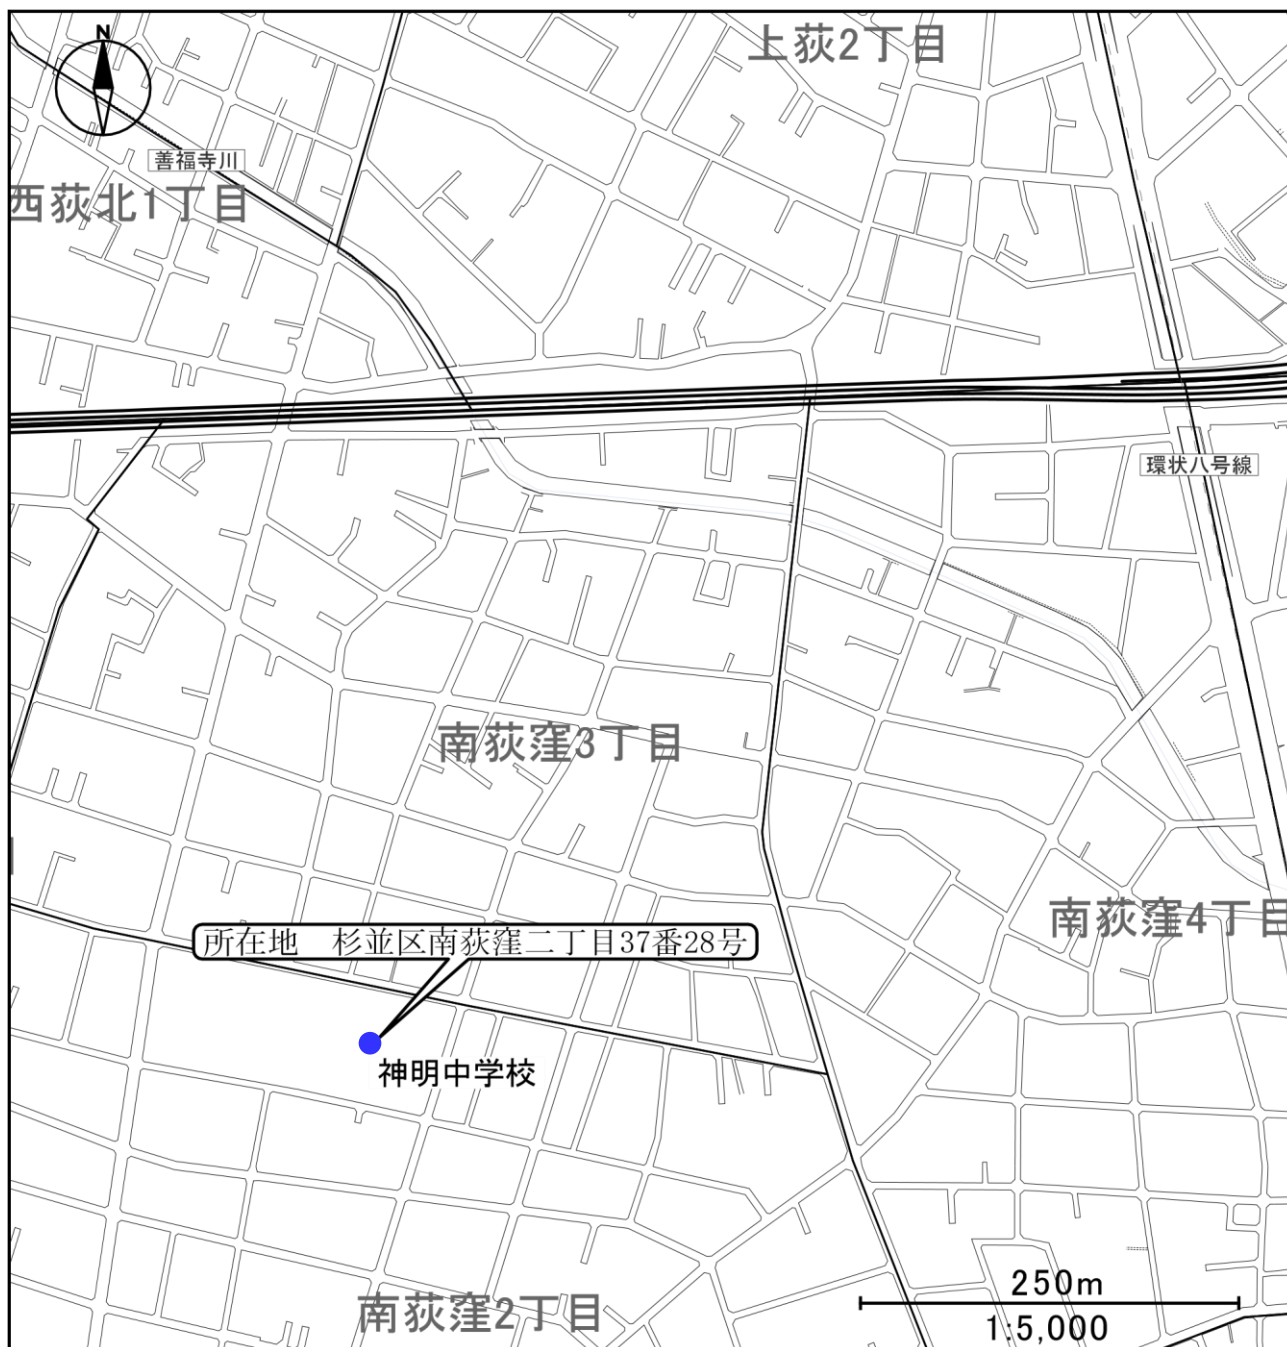 上荻2丁目
N
善福寺川
西荻北1丁目
環状八号線
南荻窪3丁目
南荻窪4丁目
所在地　杉並区南荻窪二丁目37番28号
神明中学校
250m
南荻窪2丁目
1:5,000